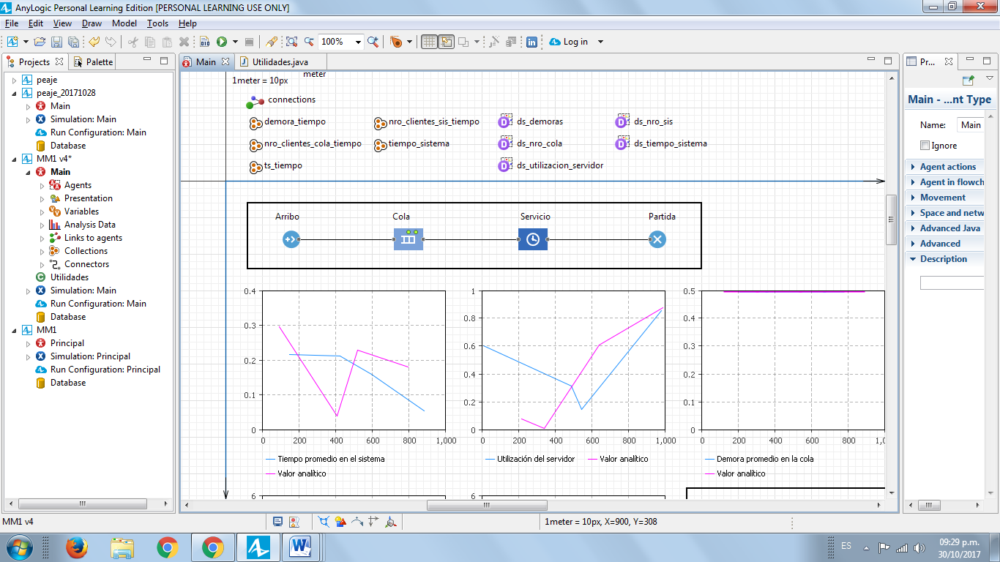 AnyLogic Personal Learning Edition [PERSONAL LEARNING USE ONLY]
File Edit View Draw Model Tools Help
100%
Log in
Projects
Palette
peaje
peaje_20171028
Main
Simulation: Main
Run Configuration: Main
Database
MM1 v4*
Main
Agents
Presentation
Variables
Analysis Data
Links to agents
Collections
Connectors
Utilidades
Simulation: Main
Run Configuration: Main
Database
MM1
Principal
Simulation: Principal
Run Configuration: Principal
Database
Main
Utilidades.java
meter
1meter = 10px
connections
demora_tiempo nro_clientes_sis_tiempo ds_demoras ds_nro_sis
nro_clientes_cola_tiempo tiempo_sistema ds_nro_cola ds_tiempo_sistema
ts_tiempo ds_utilizacion_servidor
Arribo Cola Servicio Partida
0.4
0.3
0.2
0.1
0
0 200 400 600 800 1,000
Tiempo promedio en el sistema
Valor analítico
1
0.8
0.6
0.4
0.2
0
0 200 400 600 800 1,000
Utilización del servidor Valor analítico
0.5
0.4
0.3
0.2
0.1
0
0 200 400 600 800 1,0
Demora promedio en la cola
Valor analítico
6 6
Pr...
Main - ...nt Type
Name: Main
Ignore
Agent actions
Agent in flowch
Movement
Space and netw
Advanced Java
Advanced
Description
MM1 v4
1meter = 10px, X=900, Y=308
ES
09:29 p.m.
30/10/2017